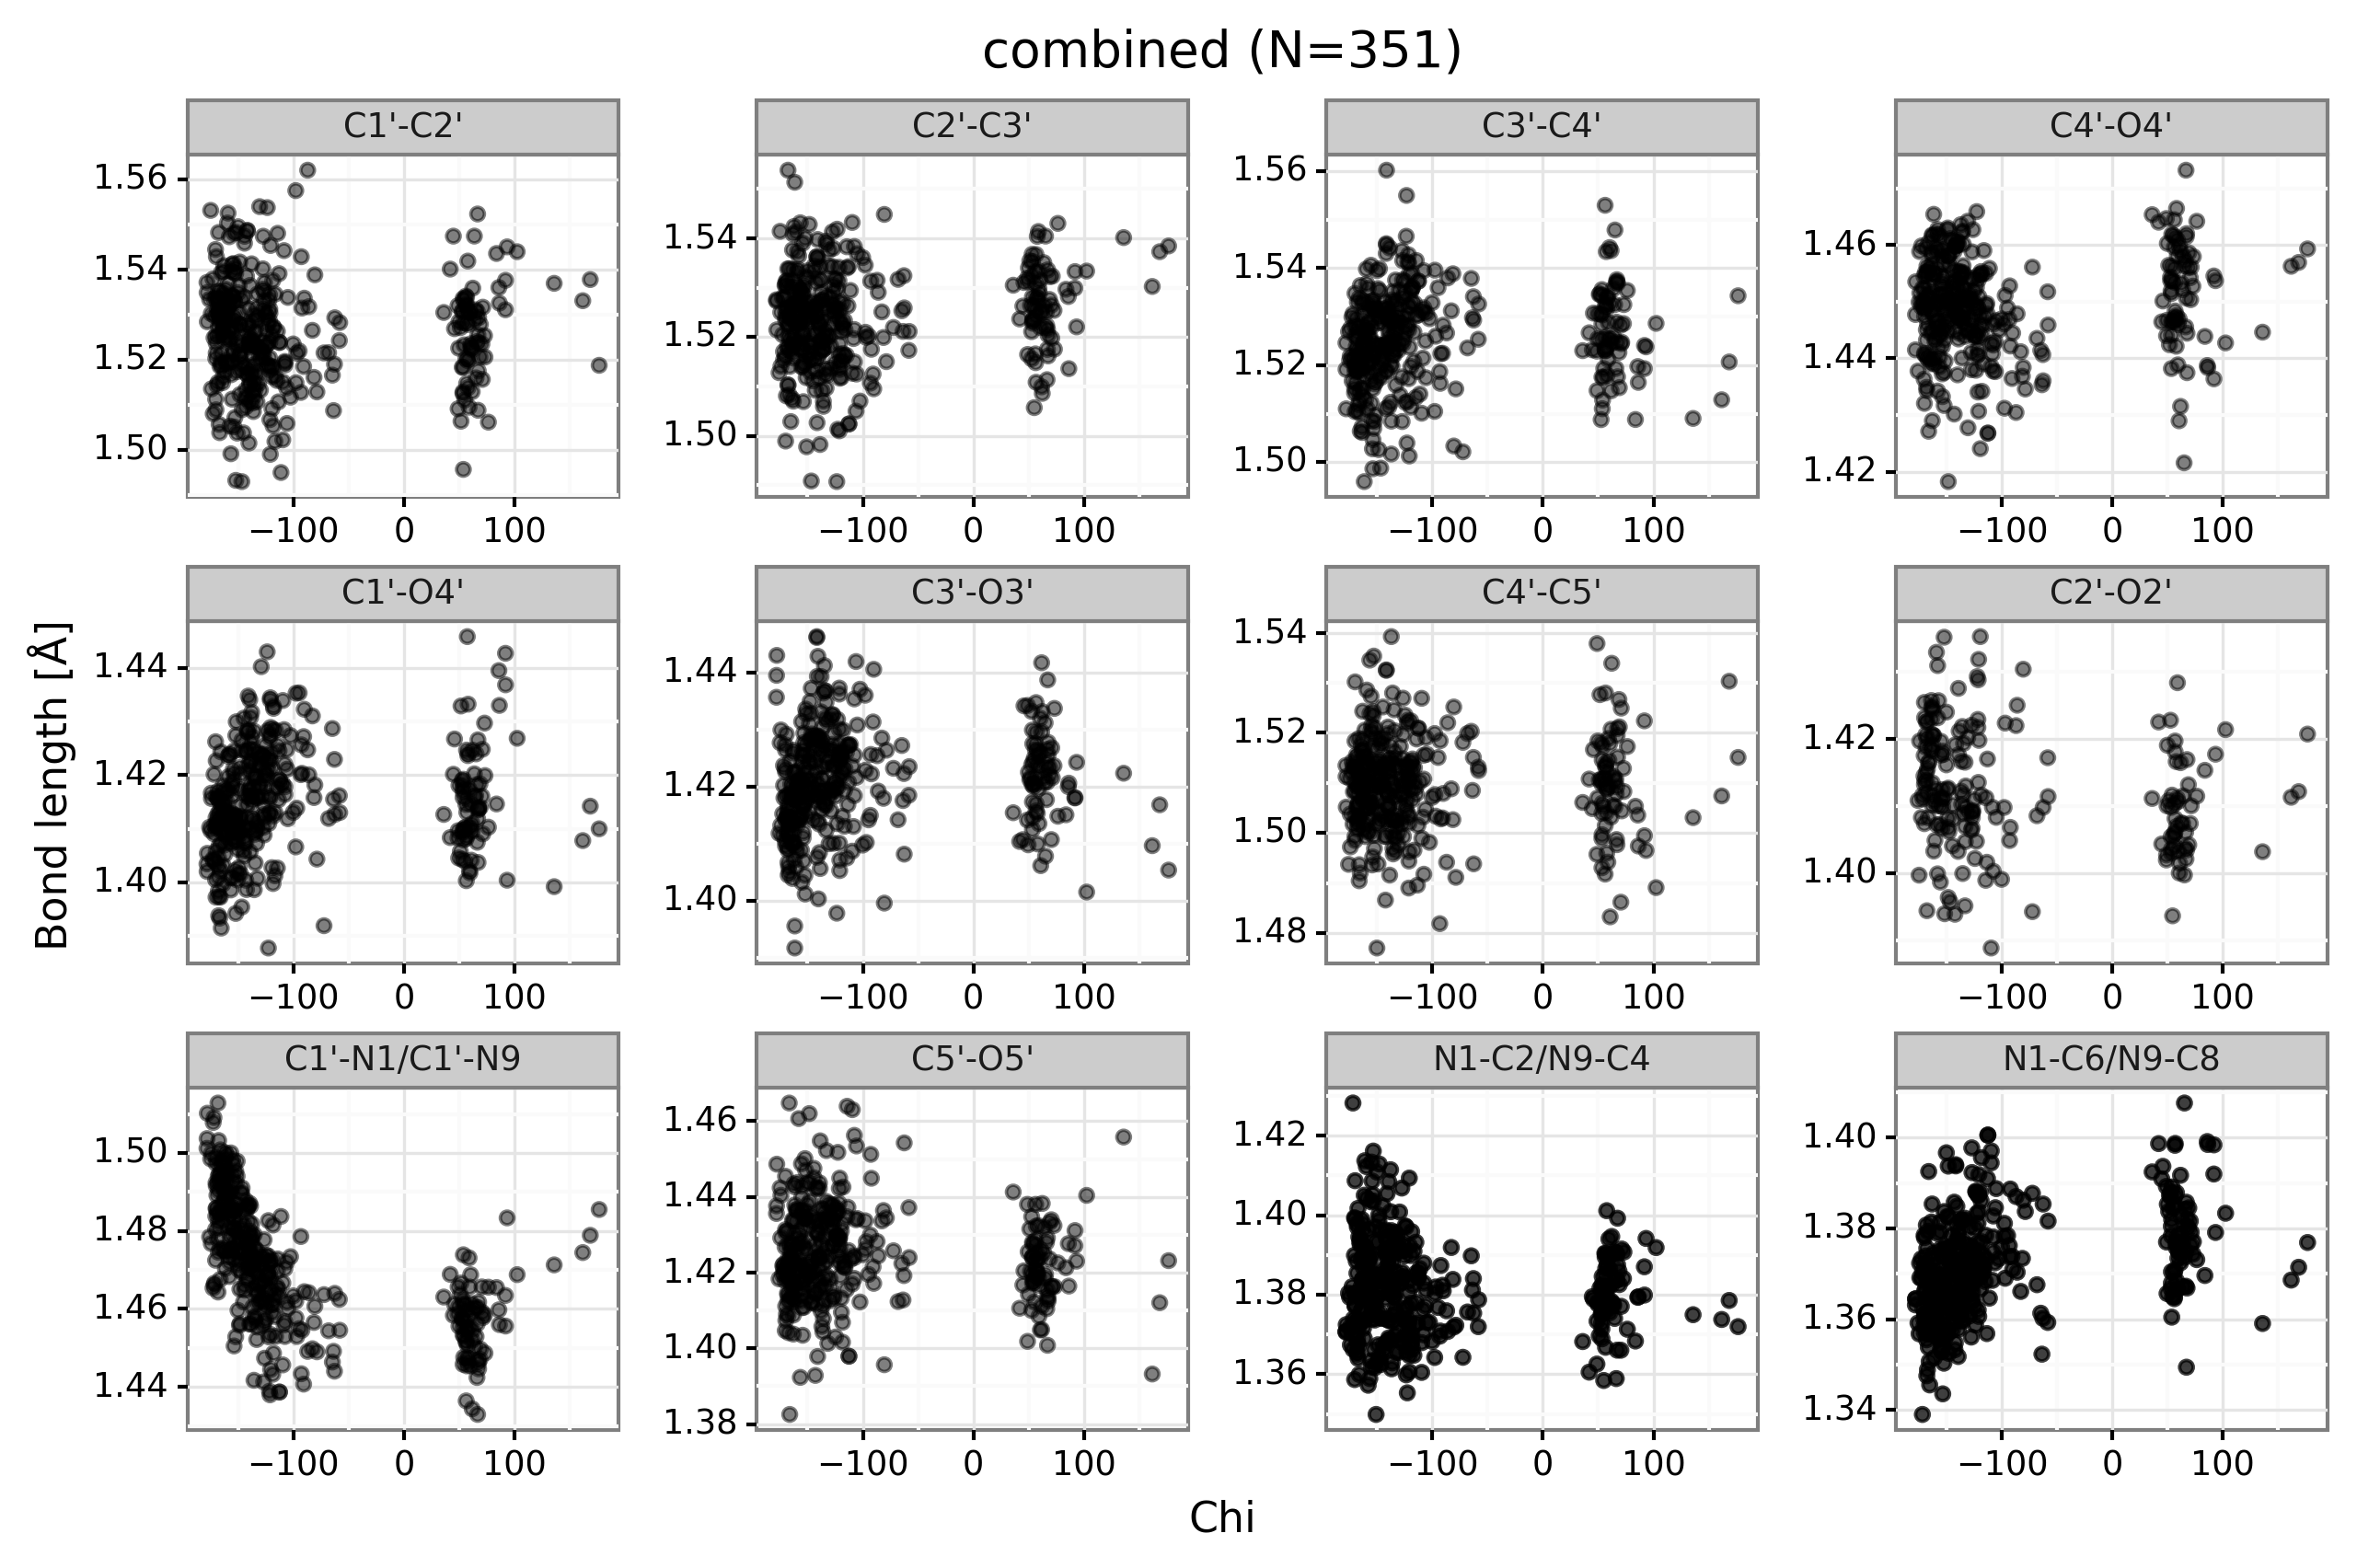 combined (N=351)
C1'-C2' C2'-C3' C3'-C4' C4'-O4'
1.56 1.54 1.52 1.50
1.54 1.52 1.50
1.56 1.54 1.52 1.50
1.46 1.44 1.42
−100 0 100 −100 0 100 −100 0 100 −100 0 100
Bond length [Å]
C1'-O4' C3'-O3' C4'-C5' C2'-O2'
1.44 1.42 1.40
1.44 1.42 1.40
1.54 1.52 1.50 1.48
1.42 1.40
−100 0 100 −100 0 100 −100 0 100 −100 0 100
C1'-N1/C1'-N9 C5'-O5' N1-C2/N9-C4 N1-C6/N9-C8
1.50 1.48 1.46 1.44
1.46 1.44 1.42 1.40 1.38
1.42 1.40 1.38 1.36
1.40 1.38 1.36 1.34
−100 0 100 −100 0 100 −100 0 100 −100 0 100
Chi